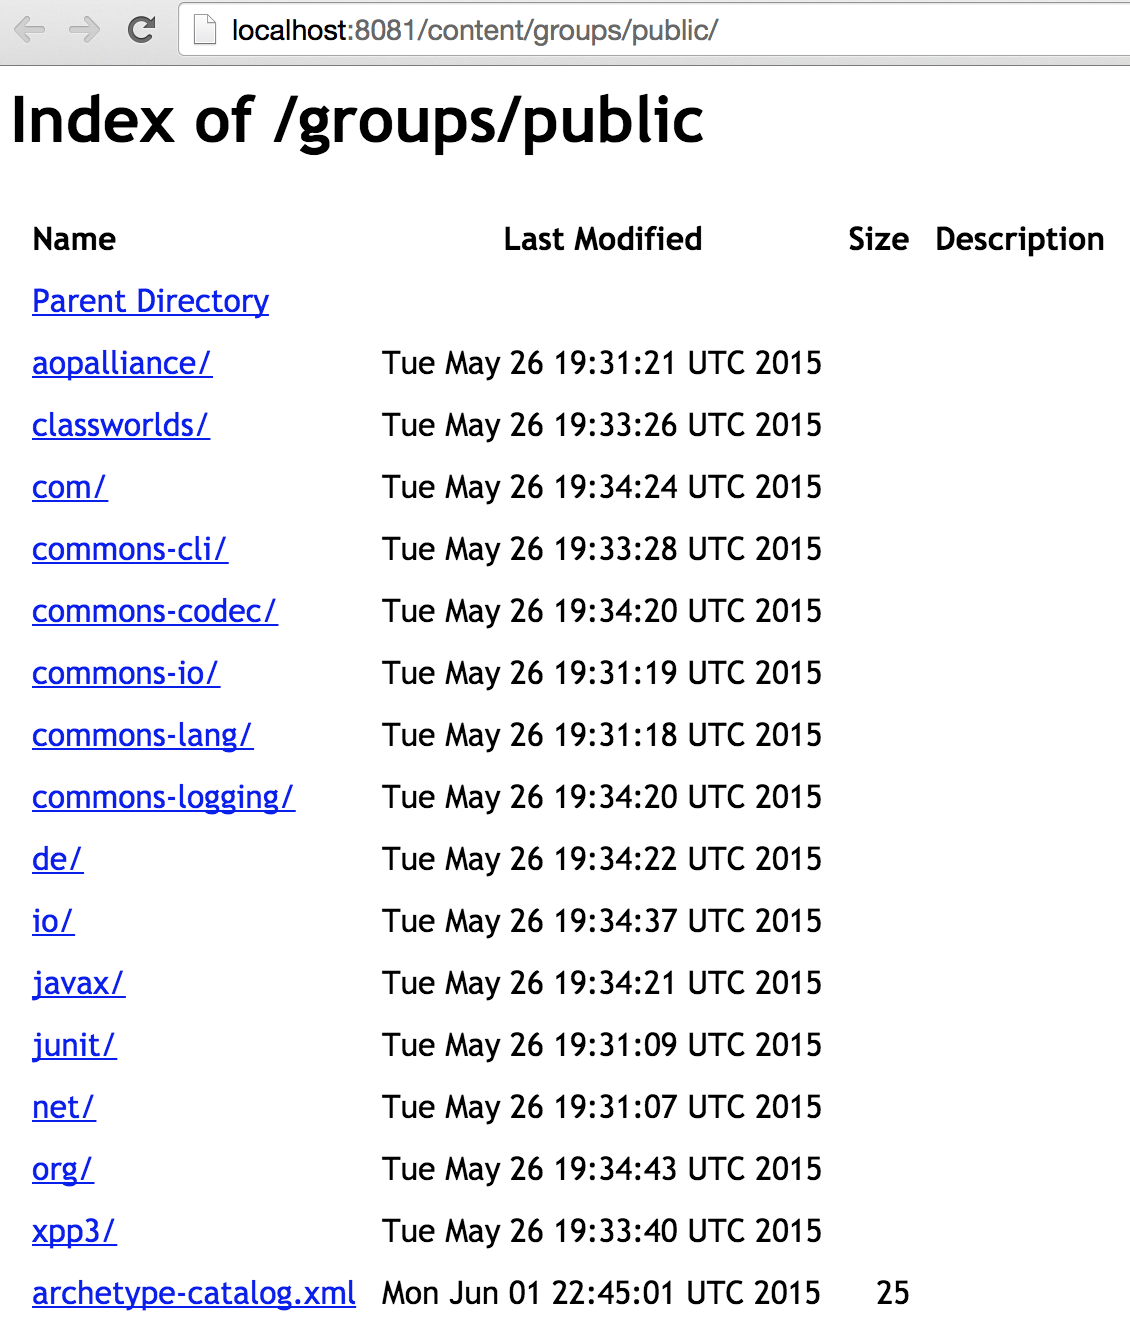 localhost:8081/content/groups/public/
Index of /groups/public
Name Last Modified Size Description
Parent Directory
aopalliance/ Tue May 26 19:31:21 UTC 2015
classworlds/ Tue May 26 19:33:26 UTC 2015
com/ Tue May 26 19:34:24 UTC 2015
commons-cli/ Tue May 26 19:33:28 UTC 2015
commons-codec/ Tue May 26 19:34:20 UTC 2015
commons-io/ Tue May 26 19:31:19 UTC 2015
commons-lang/ Tue May 26 19:31:18 UTC 2015
commons-logging/ Tue May 26 19:34:20 UTC 2015
de/ Tue May 26 19:34:22 UTC 2015
io/ Tue May 26 19:34:37 UTC 2015
javax/ Tue May 26 19:34:21 UTC 2015
junit/ Tue May 26 19:31:09 UTC 2015
net/ Tue May 26 19:31:07 UTC 2015
org/ Tue May 26 19:34:43 UTC 2015
xpp3/ Tue May 26 19:33:40 UTC 2015
archetype-catalog.xml Mon Jun 01 22:45:01 UTC 2015 25